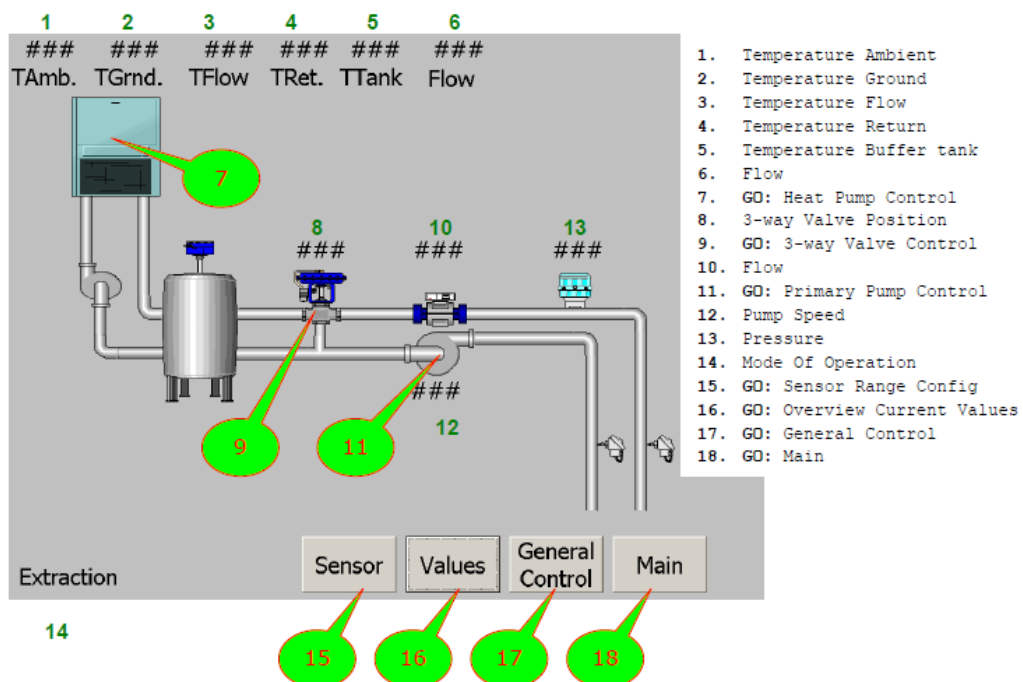 1 2 3 4 5 6
### ### ### ### ### ###
TAmb. TGrnd. TFlow TRet. TTank Flow
7
8 10 13
### ### ###
###
12
9 11
Extraction
Sensor Values General Control Main
14
15 16 17 18
1. Temperature Ambient
2. Temperature Ground
3. Temperature Flow
4. Temperature Return
5. Temperature Buffer tank
6. Flow
7. GO: Heat Pump Control
8. 3-way Valve Position
9. GO: 3-way Valve Control
10. Flow
11. GO: Primary Pump Control
12. Pump Speed
13. Pressure
14. Mode Of Operation
15. GO: Sensor Range Config
16. GO: Overview Current Values
17. GO: General Control
18. GO: Main